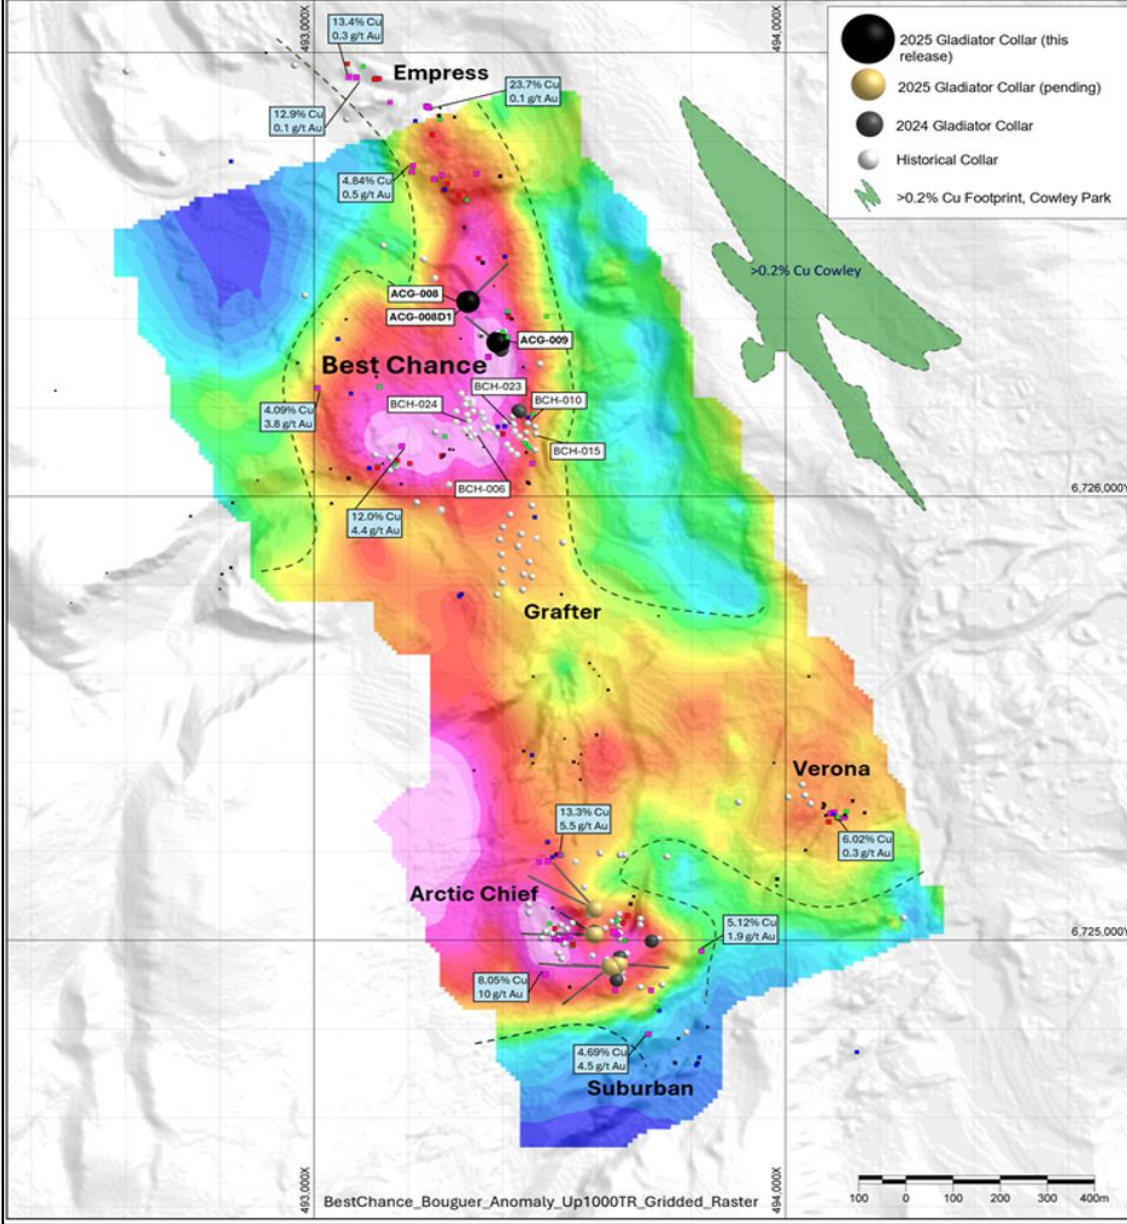 493,000X
494,000X
13.4% Cu
0.3 g/t Au
Empress
23.7% Cu
0.1 g/t Au
12.9% Cu
0.1 g/t Au
4.84% Cu
0.5 g/t Au
2025 Gladiator Collar (this
release)
2025 Gladiator Collar (pending)
2024 Gladiator Collar
Historical Collar
>0.2% Cu Footprint, Cowley Park
>0.2% Cu Cowley
ACG-008
ACG-008D1
ACG-009
Best Chance
BCH-023
BCH-024
BCH-010
4.09% Cu
3.8 g/t Au
BCH-015
BCH-006
6,726,000Y
12.0% Cu
4.4 g/t Au
Grafter
Verona
13.3% Cu
5.5 g/t Au
6.02% Cu
0.3 g/t Au
Arctic Chief
5.12% Cu
1.9 g/t Au
6,725,000Y
8.05% Cu
10 g/t Au
4.69% Cu
4.5 g/t Au
Suburban
493,000X
494,000X
BestChance_Bouguer_Anomaly_Up1000TR_Gridded_Raster
100 0 100 200 300 400m